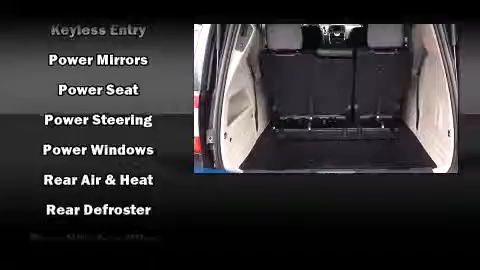 Keyless Entry
Power Mirrors
Power Seat
Power Steering
Power Windows
Rear Air & Heat
Rear Defroster